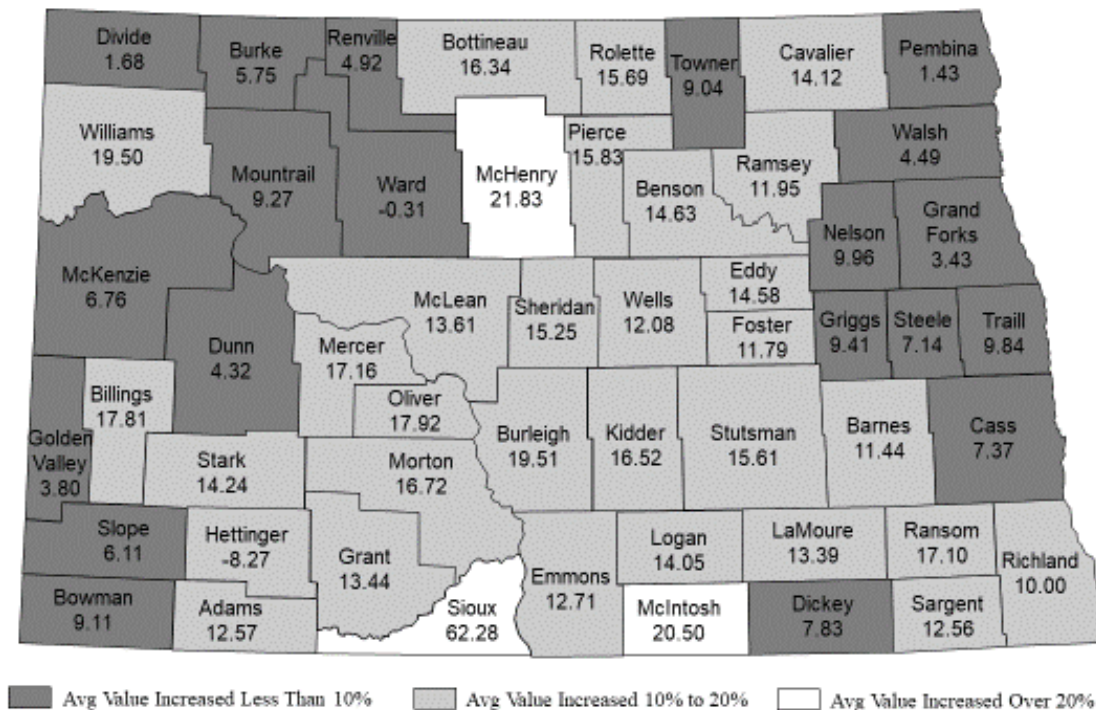 Divide
1.68
Burke
5.75
Renville
4.92
Bottineau
16.34
Rolette
15.69
Towner
9.04
Cavalier
14.12
Pembina
1.43
Williams
19.50
Mountrail
9.27
Ward
-0.31
McHenry
21.83
Pierce
15.83
Benson
14.63
Ramsey
11.95
Walsh
4.49
Nelson
9.96
Grand
Forks
3.43
McKenzie
6.76
Dunn
4.32
McLean
13.61
Sheridan
15.25
Wells
12.08
Eddy
14.58
Foster
11.79
Griggs
9.41
Steele
7.14
Traill
9.84
Mercer
17.16
Oliver
17.92
Billings
17.81
Golden
Valley
3.80
Stark
14.24
Morton
16.72
Burleigh
19.51
Kidder
16.52
Stutsman
15.61
Barnes
11.44
Cass
7.37
Slope
6.11
Hettinger
-8.27
Grant
13.44
Emmons
12.71
Logan
14.05
LaMoure
13.39
Ransom
17.10
Richland
10.00
Bowman
9.11
Adams
12.57
Sioux
62.28
McIntosh
20.50
Dickey
7.83
Sargent
12.56
Avg Value Increased Less Than 10%
Avg Value Increased 10% to 20%
Avg Value Increased Over 20%